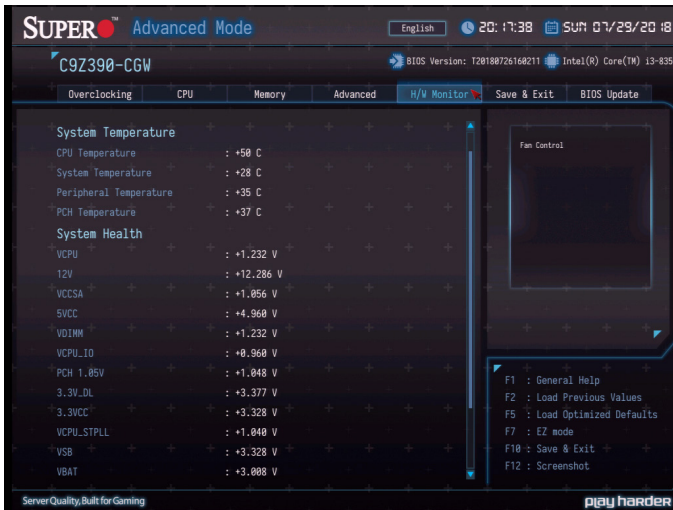 SUPER Advanced Mode
English
20:17:38
SUN 07/29/2018
C9Z390-CGW
BIOS Version: T20180726160211
Intel(R) Core(TM) i3-835
Overclocking CPU Memory Advanced H/W Monitor Save & Exit BIOS Update
System Temperature
CPU Temperature : +50 C
System Temperature : +28 C
Peripheral Temperature : +35 C
PCH Temperature : +37 C
System Health
VCPU : +1.232 V
12V : +12.286 V
VCCSA : +1.056 V
5VCC : +4.960 V
VDIMM : +1.232 V
VCPU_IO : +0.960 V
PCH 1.05V : +1.048 V
3.3V_DL : +3.377 V
3.3VCC : +3.328 V
VCPU_STPLL : +1.040 V
VSB : +3.328 V
VBAT : +3.008 V
Fan Control
F1 : General Help
F2 : Load Previous Values
F5 : Load Optimized Defaults
F7 : EZ mode
F10 : Save & Exit
F12 : Screenshot
Server Quality, Built for Gaming
play harder